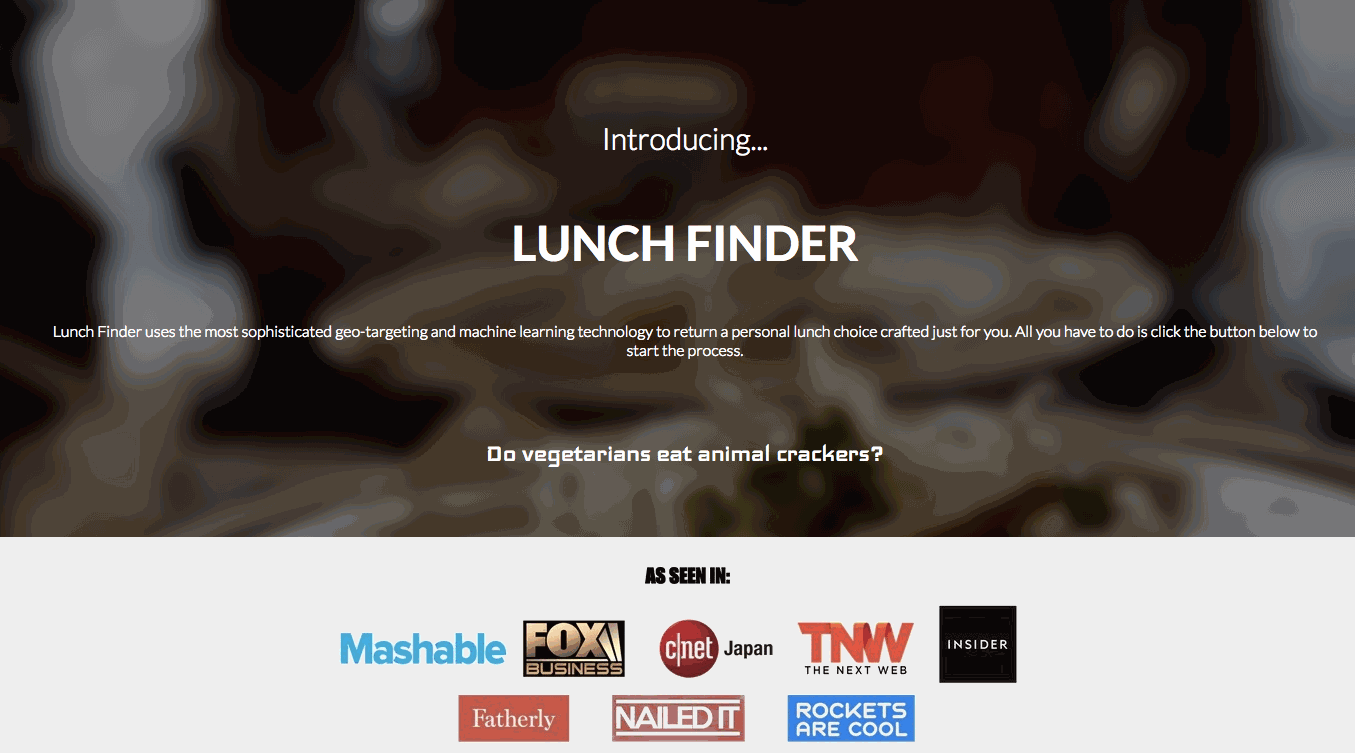 Introducing...
LUNCH FINDER
Lunch Finder uses the most sophisticated geo-targeting and machine learning technology to return a personal lunch choice crafted just for you. All you have to do is click the button below to
start the process.
Do vegetarians eat animal crackers?
AS SEEN IN:
Mashable
FOX
BUSINESS
c|net Japan
TNW
THE NEXT WEB
INSIDER
Fatherly
NAILED IT
ROCKETS
ARE COOL